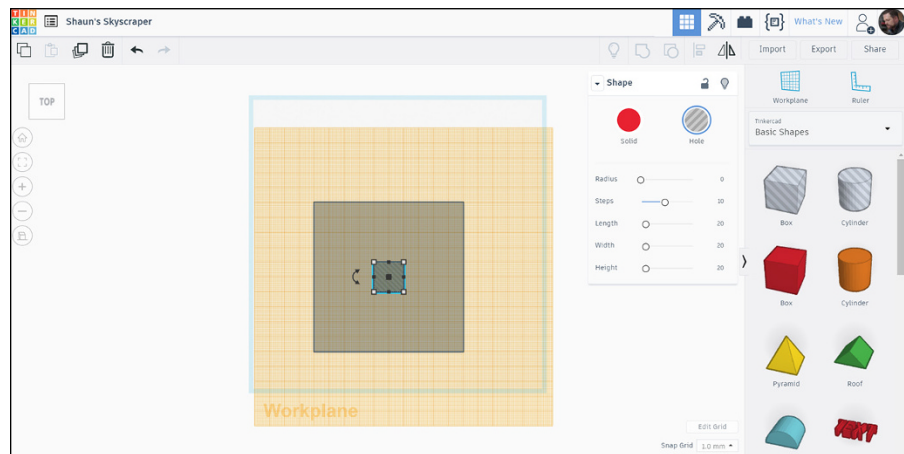 TIN
KER
CAD
Shaun's Skyscraper
What's New
Import
Export
Share
TOP
Shape
Solid
Hole
Radius 0
Steps 10
Length 20
Width 20
Height 20
Workplane
Ruler
Tinkercad
Basic Shapes
Box
Cylinder
Box
Cylinder
Pyramid
Roof
TEXT
Workplane
Edit Grid
Snap Grid 1.0 mm